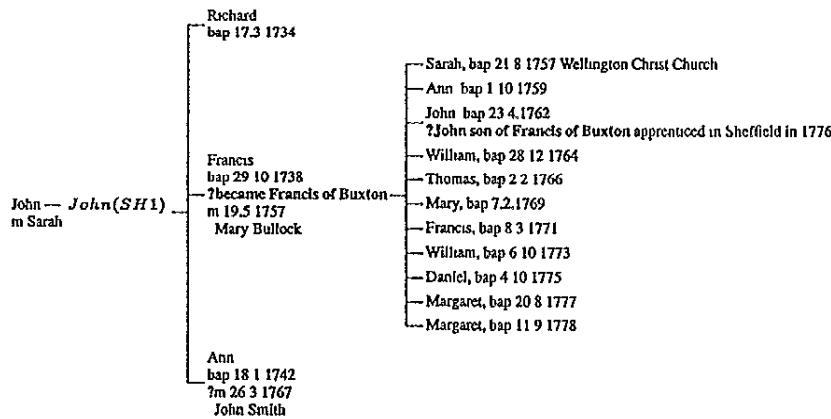 John — John(SH1)
m Sarah
Richard
bap 17.3 1734
Francis
bap 29 10 1738
?became Francis of Buxton
m 19.5 1757
Mary Bullock
Ann
bap 18 1 1742
?m 26 3 1767
John Smith
Sarah, bap 21 8 1757 Wellington Christ Church
Ann bap 1 10 1759
John bap 23 4.1762
?John son of Francis of Buxton apprenticed in Sheffield in 1776
William, bap 28 12 1764
Thomas, bap 2 2 1766
Mary, bap 7.2.1769
Francis, bap 8 3 1771
William, bap 6 10 1773
Daniel, bap 4 10 1775
Margaret, bap 20 8 1777
Margaret, bap 11 9 1778